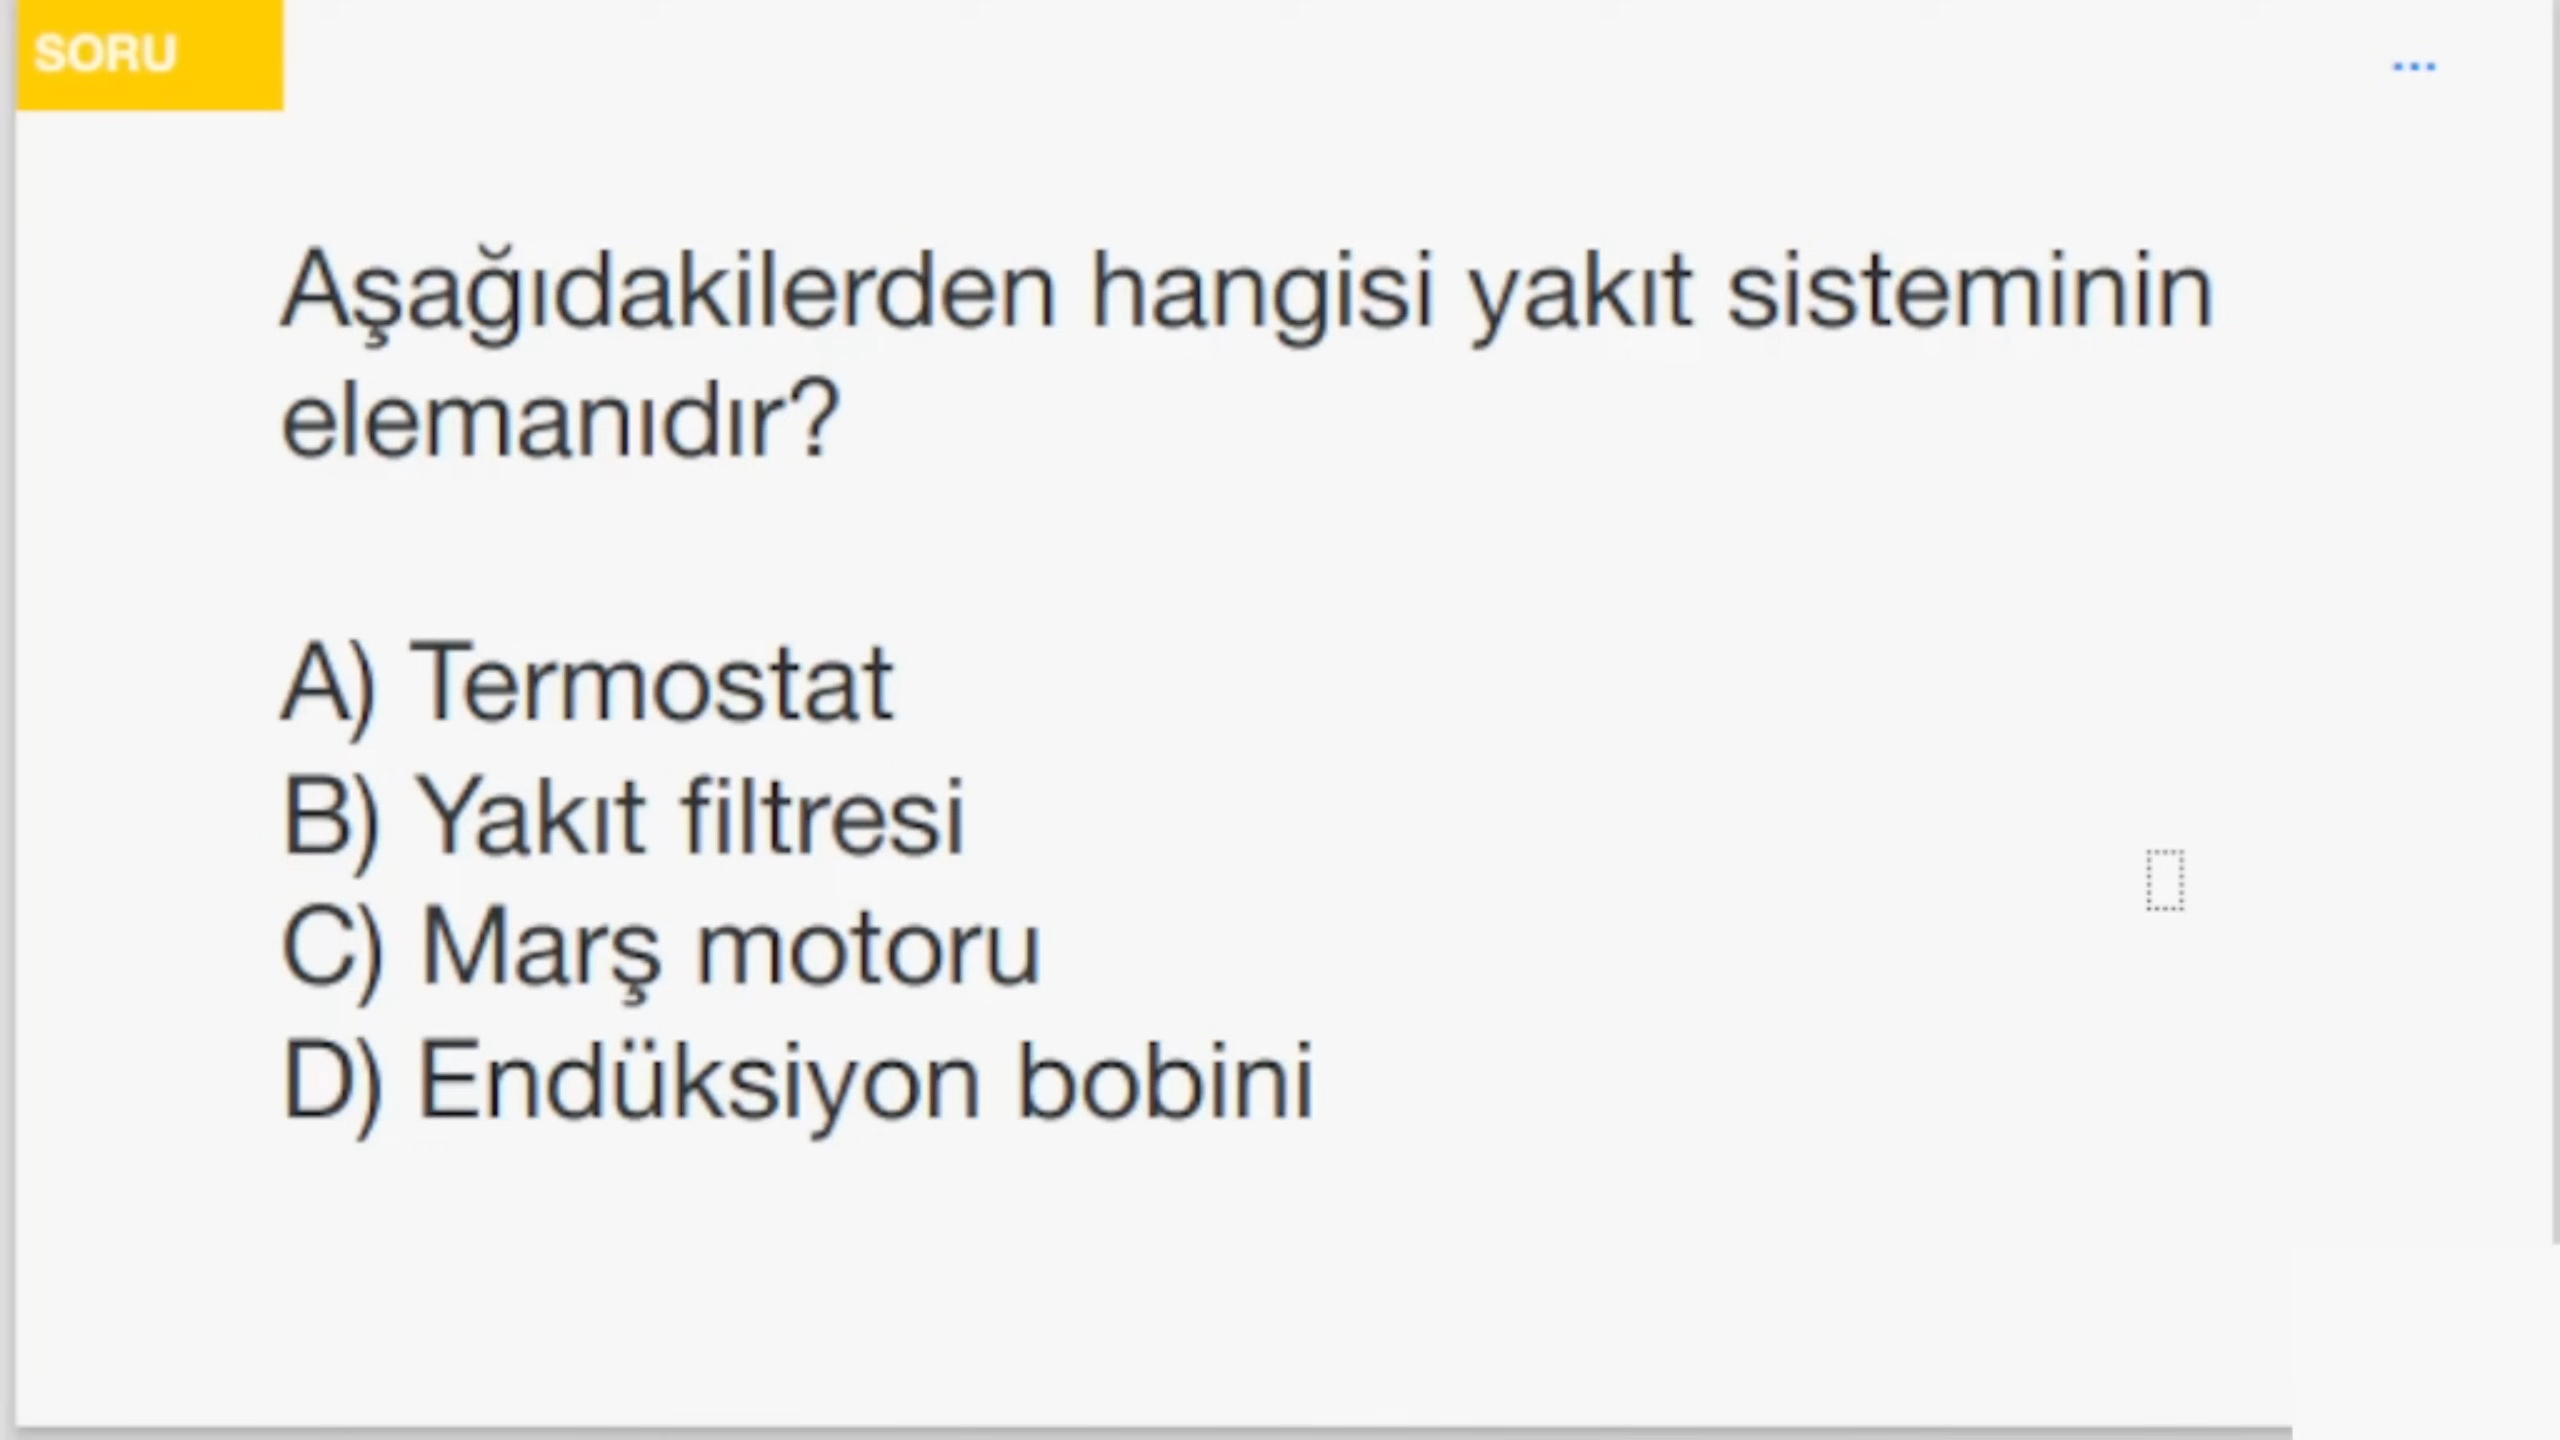 SORU
...
Aşağıdakilerden hangisi yakıt sisteminin
elemanıdır?
A) Termostat
B) Yakıt filtresi
C) Marş motoru
D) Endüksiyon bobini